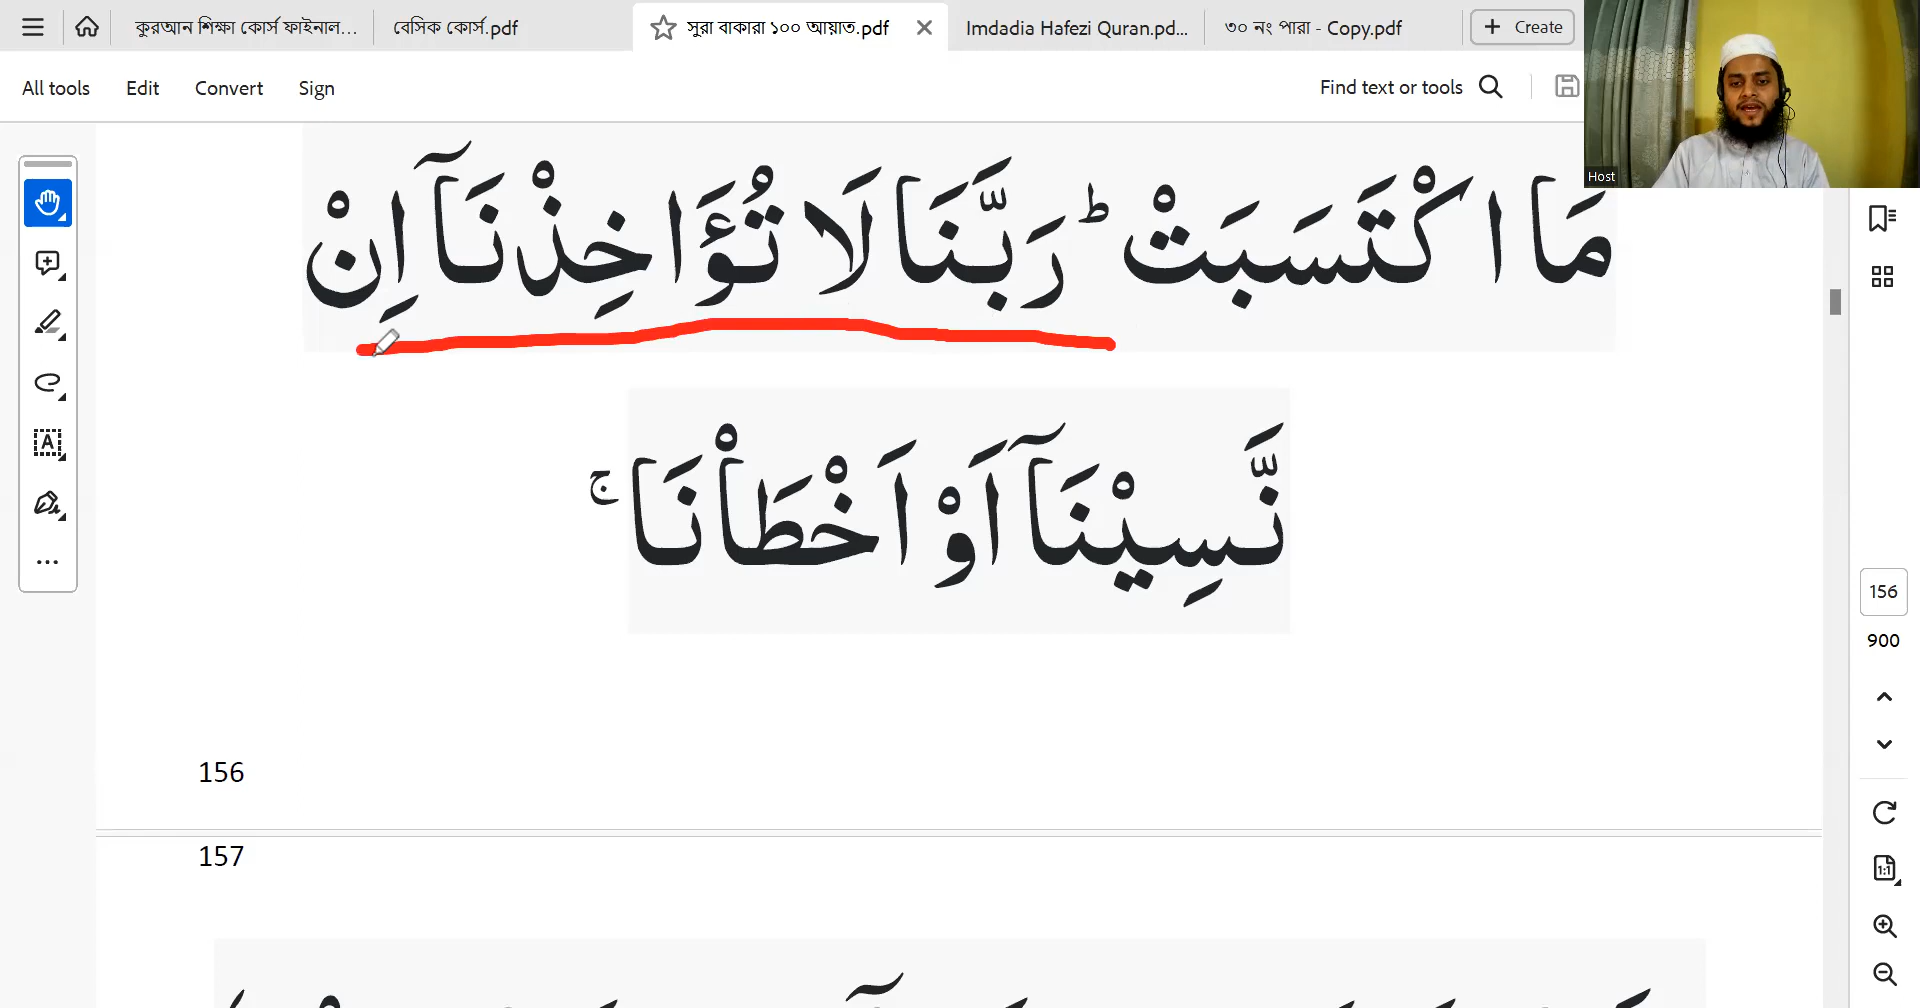 কুরআন শিক্ষা কোর্স ফাইনাল...
বেসিক কোর্স.pdf
সুরা বাকারা ১০০ আয়াত.pdf
Imdadia Hafezi Quran.pd...
৩০ নং পারা - Copy.pdf
+ Create
All tools Edit Convert Sign
Find text or tools
Host
مَا اكْتَسَبَتْ ؕ رَبَّنَا لَا تُؤَاخِذْنَآ اِنْ
نَّسِيْنَآ اَوْ اَخْطَاْنَا ۚ
156
900
156
157